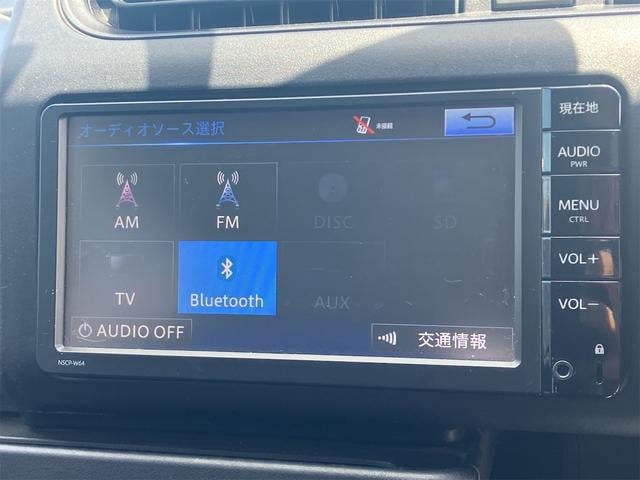 オーディオソース選択
未接続
AM
FM
DISC
SD
TV
Bluetooth
AUX
AUDIO OFF
交通情報
NSCP-W64
現在地
AUDIO
PWR
MENU
CTRL
VOL+
VOL−